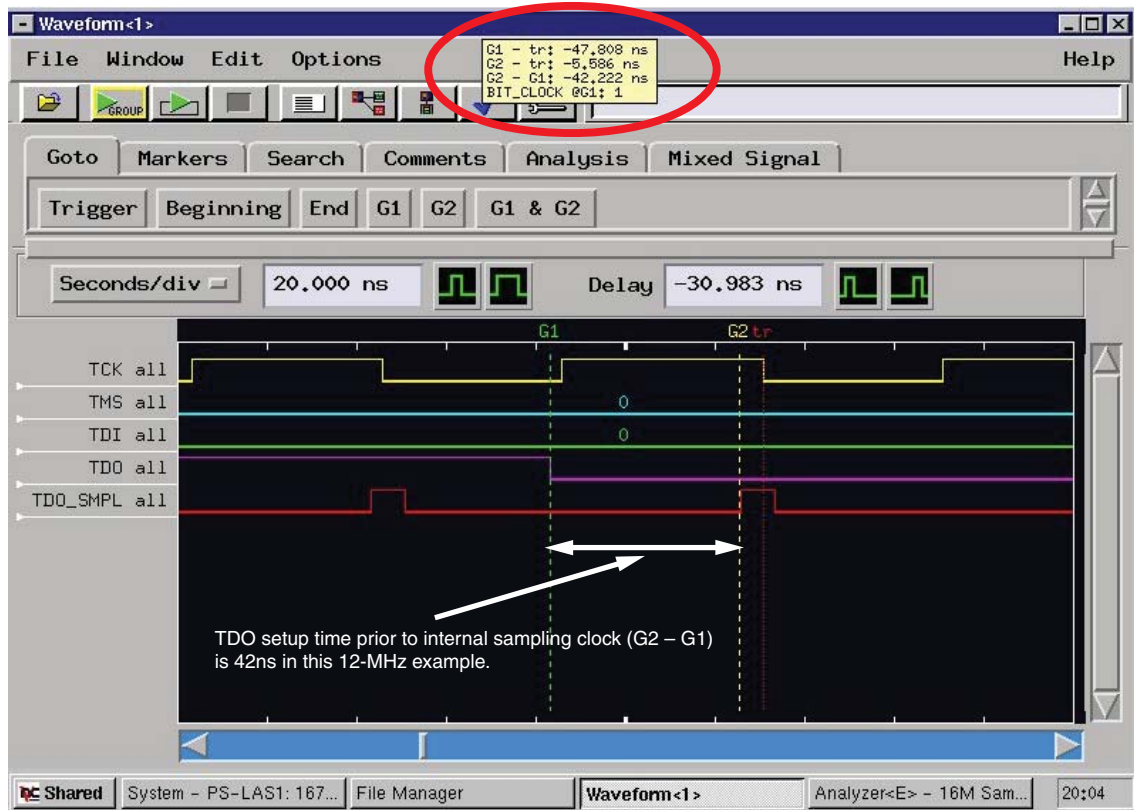 Waveform<1>
File Window Edit Options Help
G1 - tr: -47.808 ns
G2 - tr: -5.586 ns
G2 - G1: -42.222 ns
BIT_CLOCK @G1: 1
GROUP
Goto Markers Search Comments Analysis Mixed Signal
Trigger Beginning End G1 G2 G1 & G2
Seconds/div 20.000 ns Delay -30.983 ns
G1 G2 tr
TCK all
TMS all 0
TDI all 0
TDO all
TDO_SMPL all
TDO setup time prior to internal sampling clock (G2 – G1)
is 42ns in this 12-MHz example.
Shared System - PS-LAS1: 167... File Manager Waveform<1> Analyzer<E> - 16M Sam... 20:04